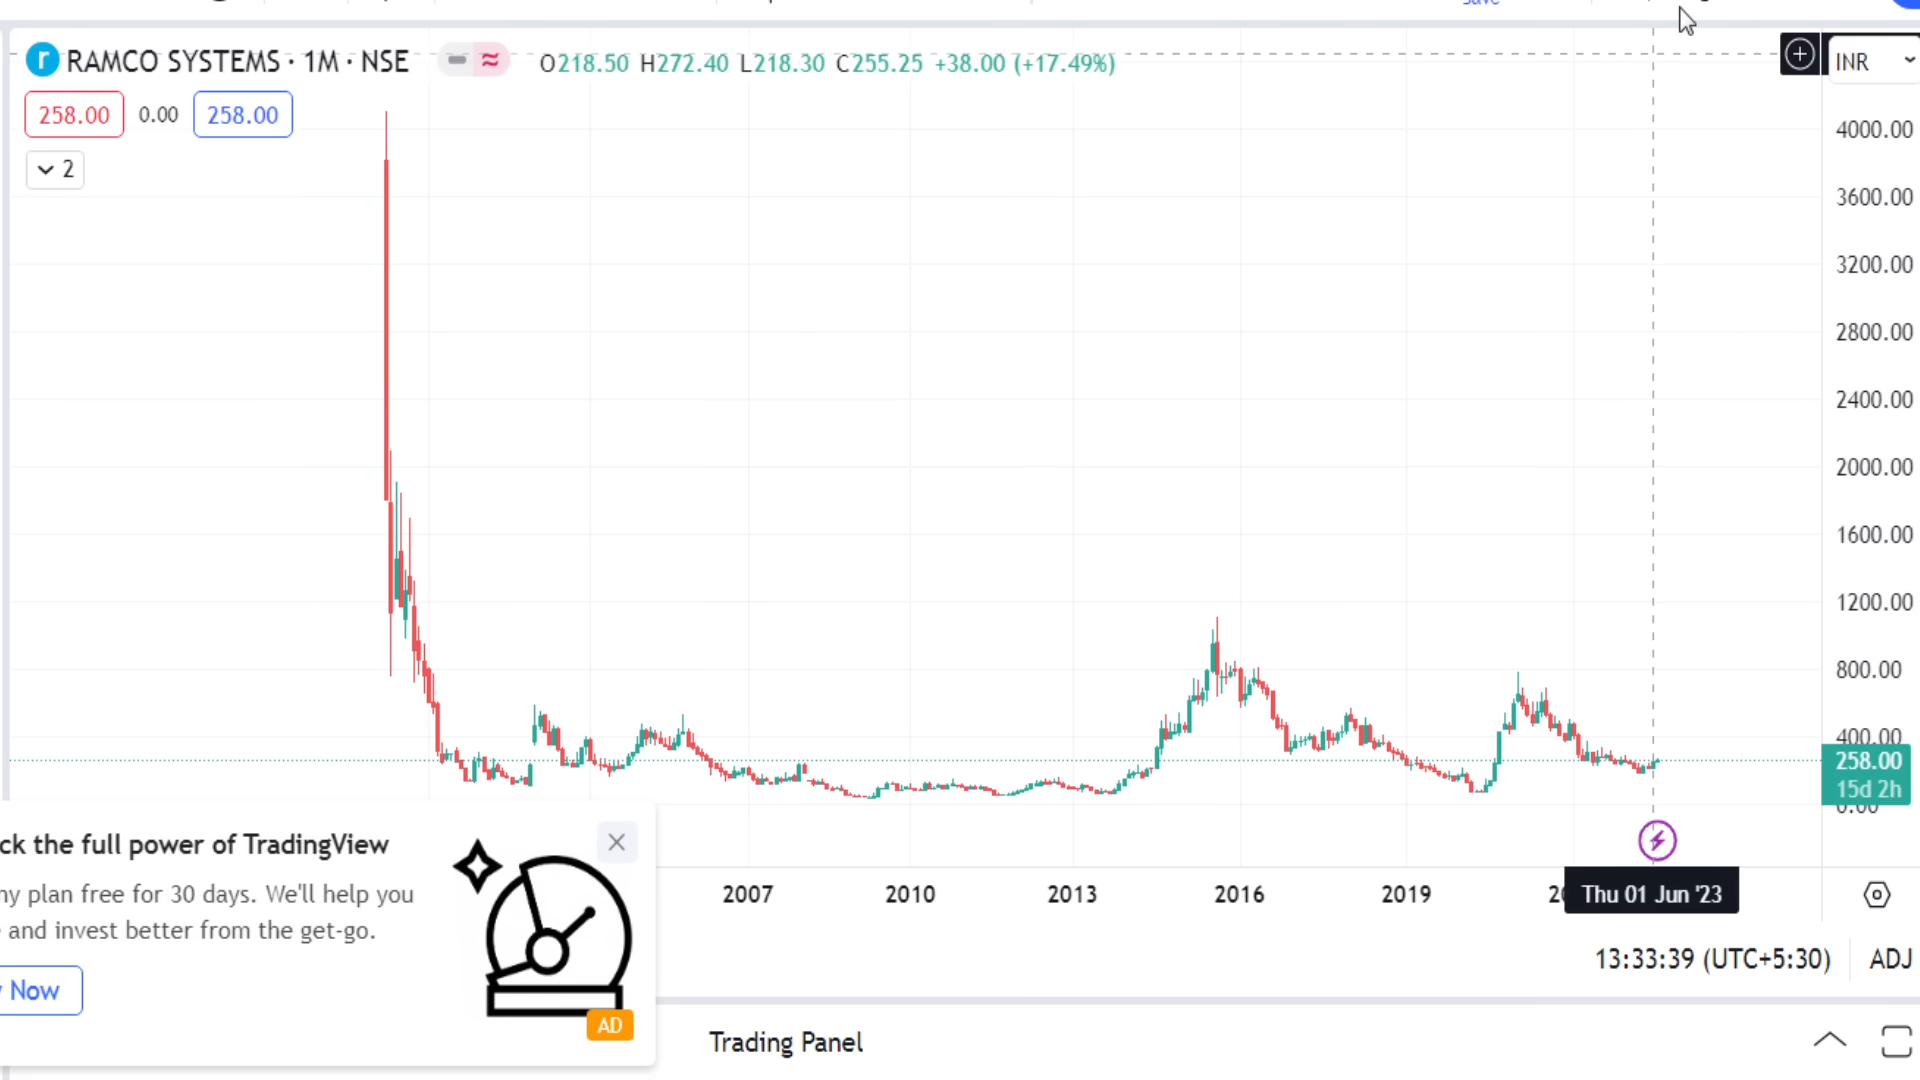 save
r RAMCO SYSTEMS · 1M · NSE O218.50 H272.40 L218.30 C255.25 +38.00 (+17.49%)
INR
258.00 0.00 258.00
2
4000.00
3600.00
3200.00
2800.00
2400.00
2000.00
1600.00
1200.00
800.00
400.00
258.00
15d 2h
0.00
ck the full power of TradingView
ny plan free for 30 days. We'll help you
and invest better from the get-go.
Now
AD
2007 2010 2013 2016 2019 Thu 01 Jun '23
13:33:39 (UTC+5:30) ADJ
Trading Panel